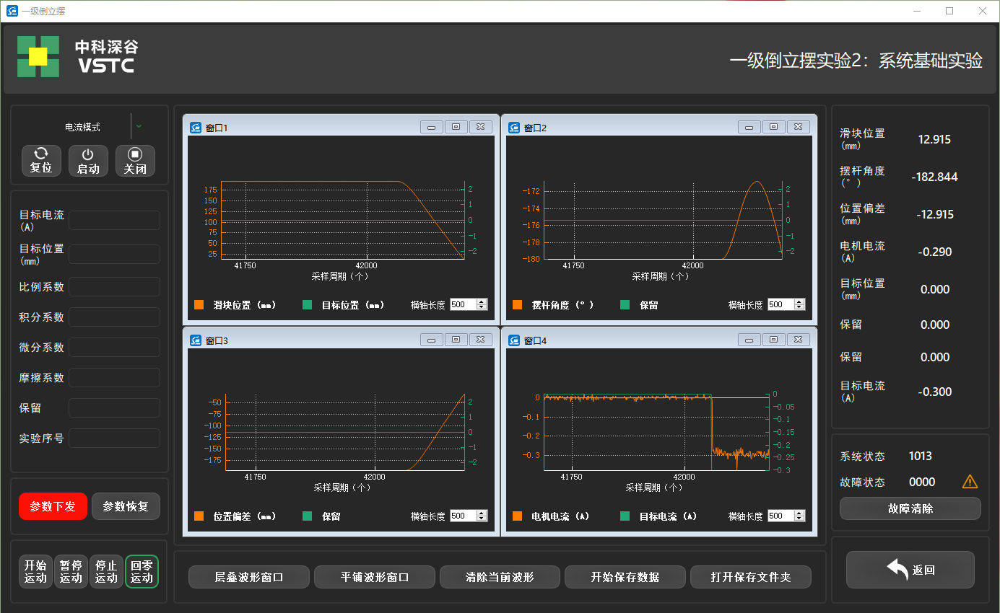 一级倒立摆
中科深谷
VSTC
一级倒立摆实验2：系统基础实验
电流模式
复位
启动
关闭
目标电流
(A)
目标位置
(mm)
比例系数
积分系数
微分系数
摩擦系数
保留
实验序号
参数下发
参数恢复
开始
运动
暂停
运动
停止
运动
回零
运动
窗口1
175
150
125
100
75
50
25
2
1
0
-1
-2
41750
42000
采样周期（个）
滑块位置 (mm)
目标位置 (mm)
横轴长度
500
窗口2
-172
-174
-176
-178
-180
2
1
0
-1
-2
41750
42000
采样周期（个）
摆杆角度 (°)
保留
横轴长度
500
窗口3
-50
-75
-100
-125
-150
-175
2
1
0
-1
-2
41750
42000
采样周期（个）
位置偏差 (mm)
保留
横轴长度
500
窗口4
0
-0.1
-0.2
-0.3
0
-0.05
-0.1
-0.15
-0.2
-0.25
-0.3
41750
42000
采样周期（个）
电机电流 (A)
目标电流 (A)
横轴长度
500
层叠波形窗口
平铺波形窗口
清除当前波形
开始保存数据
打开保存文件夹
滑块位置
(mm)
12.915
摆杆角度
(°)
-182.844
位置偏差
(mm)
-12.915
电机电流
(A)
-0.290
目标位置
(mm)
0.000
保留
0.000
保留
0.000
目标电流
(A)
-0.300
系统状态
1013
故障状态
0000
故障清除
返回